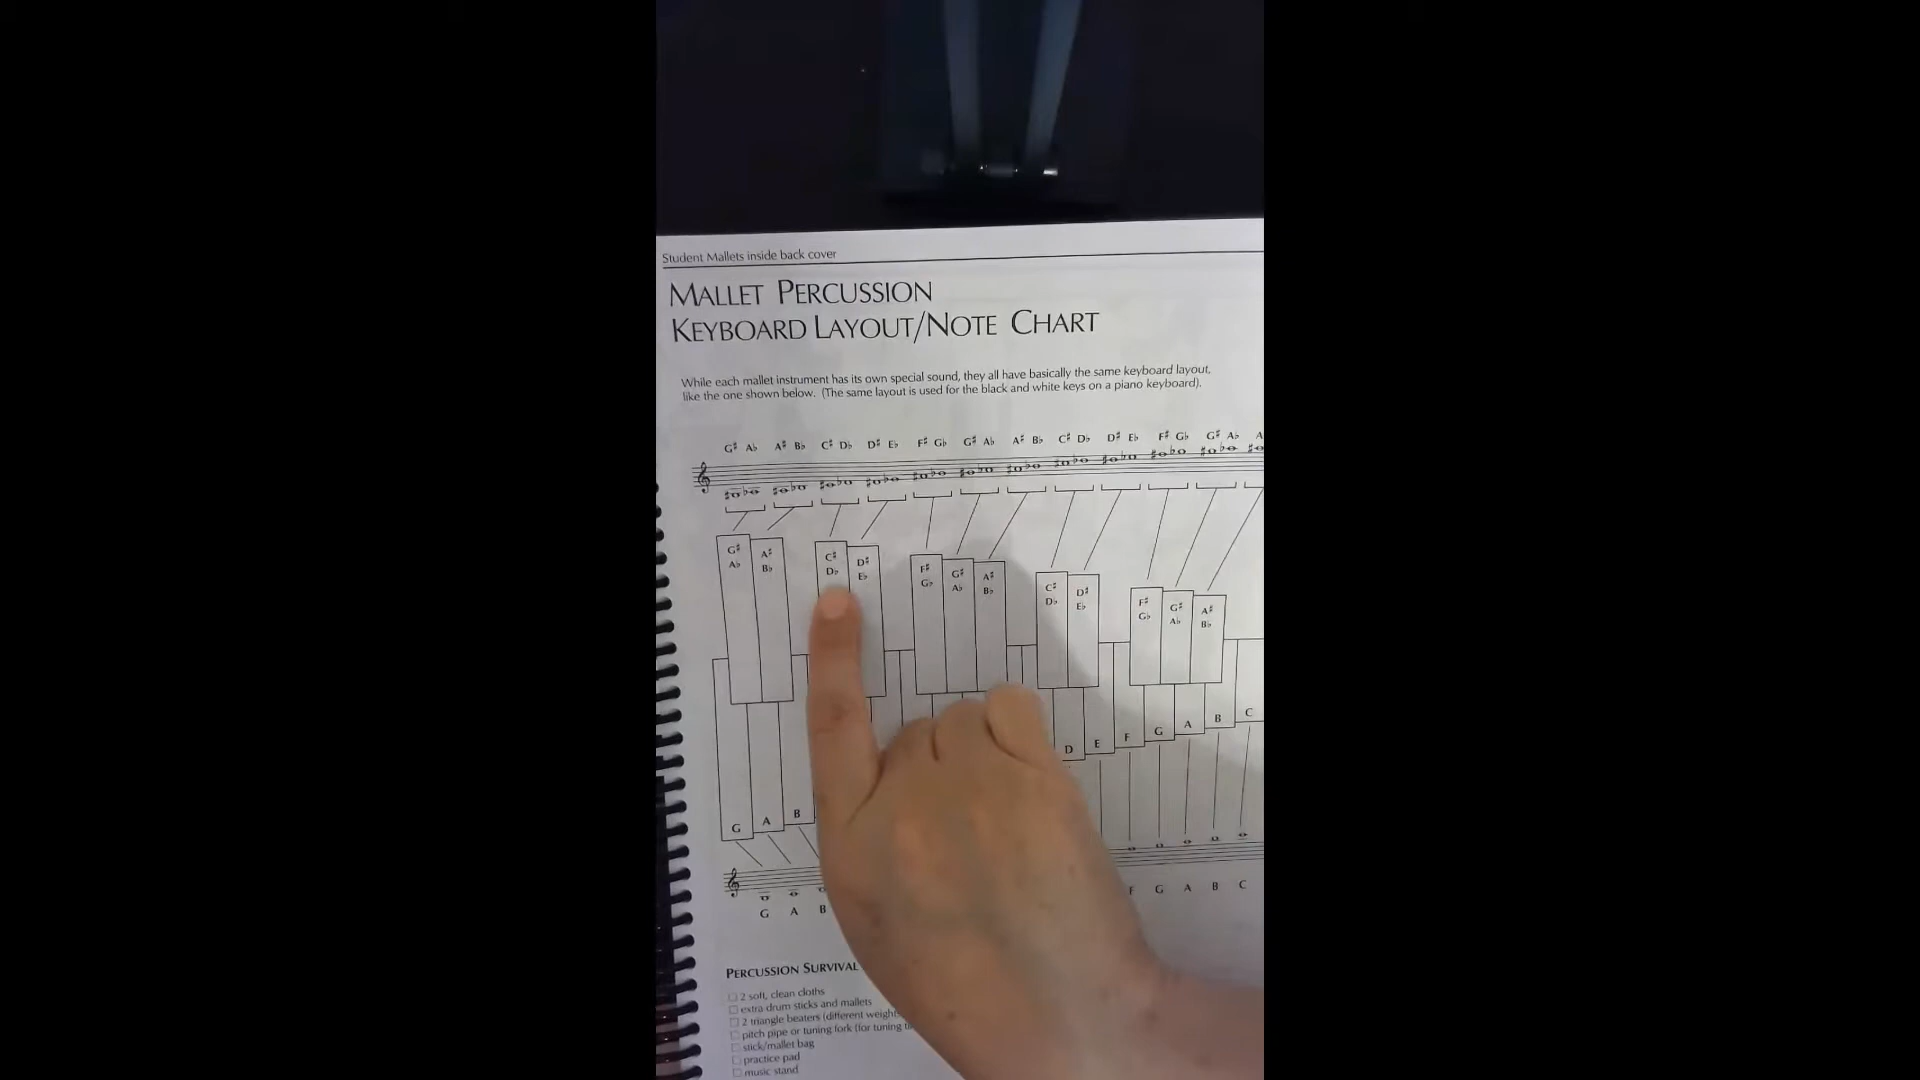 Student Mallets inside back cover
MALLET PERCUSSION
KEYBOARD LAYOUT/NOTE CHART
While each mallet instrument has its own special sound, they all have basically the same keyboard layout,
like the one shown below. (The same layout is used for the black and white keys on a piano keyboard).
G♯ A♭ A♯ B♭ C♯ D♭ D♯ E♭ F♯ G♭ G♯ A♭ A♯ B♭ C♯ D♭ D♯ E♭ F♯ G♭ G♯ A♭ A
G♯ A♯ C♯ D♯ F♯ G♯ A♯ C♯ D♯ F♯ G♯ A♯
A♭ B♭ D♭ E♭ G♭ A♭ B♭ D♭ E♭ G♭ A♭ B♭
G A B D E F G A B C
G A B F G A B C
PERCUSSION SURVIVAL
2 soft, clean cloths
extra drum sticks and mallets
2 triangle beaters (different
pitch pipe or tuning fork (for tuning
stick/mallet bag
practice pad
music stand